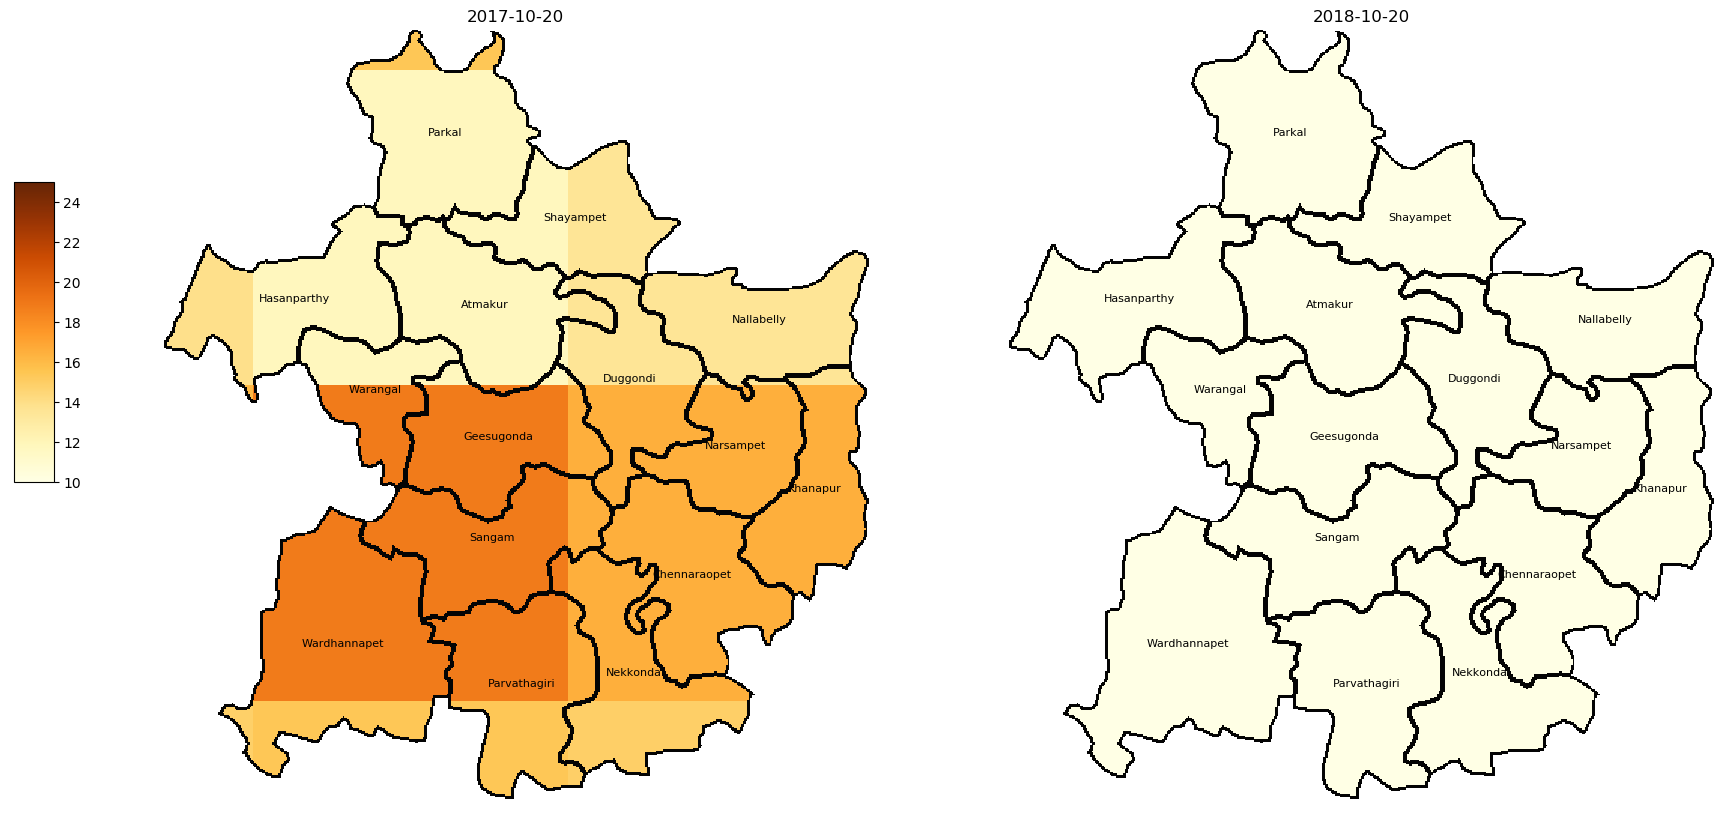 2017-10-20
2018-10-20
Parkal
Shayampet
Hasanparthy
Atmakur
Nallabelly
Warangal
Duggondi
Geesugonda
Narsampet
Khanapur
Sangam
Chennaraopet
Wardhannapet
Nekkonda
Parvathagiri
24
22
20
18
16
14
12
10
Parkal
Shayampet
Hasanparthy
Atmakur
Nallabelly
Warangal
Duggondi
Geesugonda
Narsampet
Khanapur
Sangam
Chennaraopet
Wardhannapet
Nekkonda
Parvathagiri